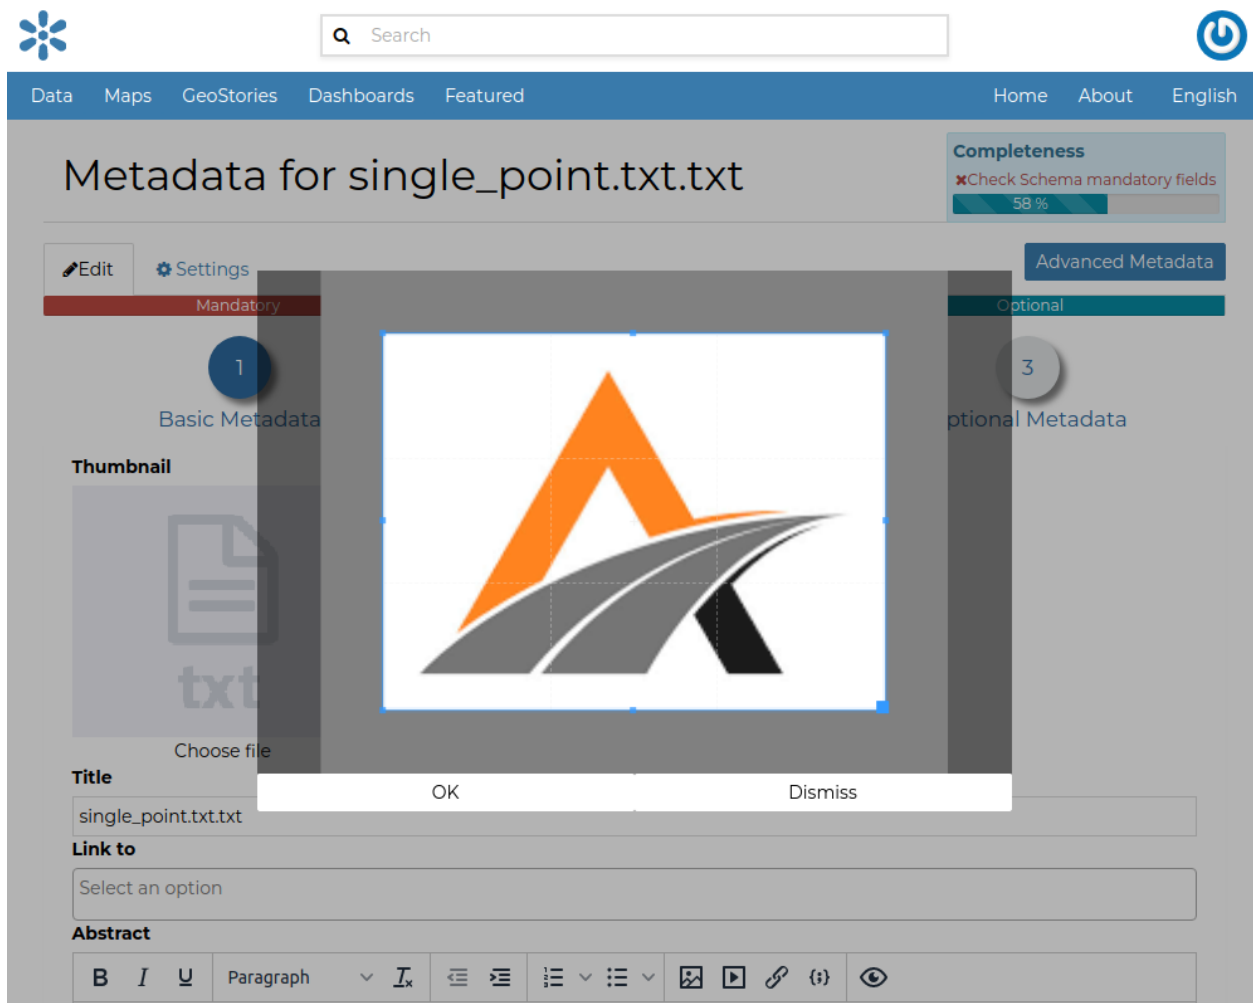 Search
Data Maps GeoStories Dashboards Featured Home About English
Metadata for single_point.txt.txt
Completeness
✖Check Schema mandatory fields
58 %
Edit Settings
Advanced Metadata
Mandatory Optional
1 3
Basic Metadata ptional Metadata
Thumbnail
txt
Choose file
OK Dismiss
Title
single_point.txt.txt
Link to
Select an option
Abstract
B I U Paragraph